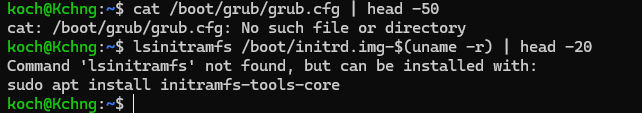 koch@Kchng:~$ cat /boot/grub/grub.cfg | head -50
cat: /boot/grub/grub.cfg: No such file or directory
koch@Kchng:~$ lsinitramfs /boot/initrd.img-$(uname -r) | head -20
Command 'lsinitramfs' not found, but can be installed with:
sudo apt install initramfs-tools-core
koch@Kchng:~$